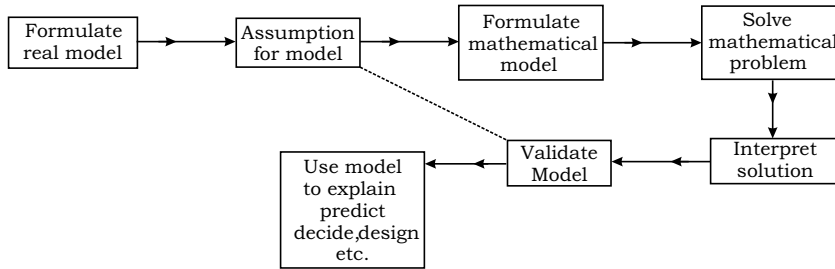 Formulate
real model
Assumption
for model
Formulate
mathematical
model
Solve
mathematical
problem
Interpret
solution
Validate
Model
Use model
to explain
predict
decide,design
etc.